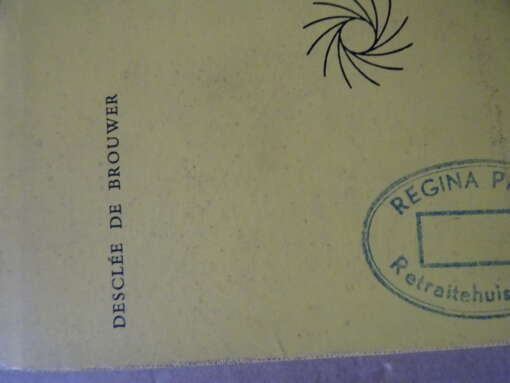 DESCLÉE DE BROUWER
REGINA
Retraitehuis